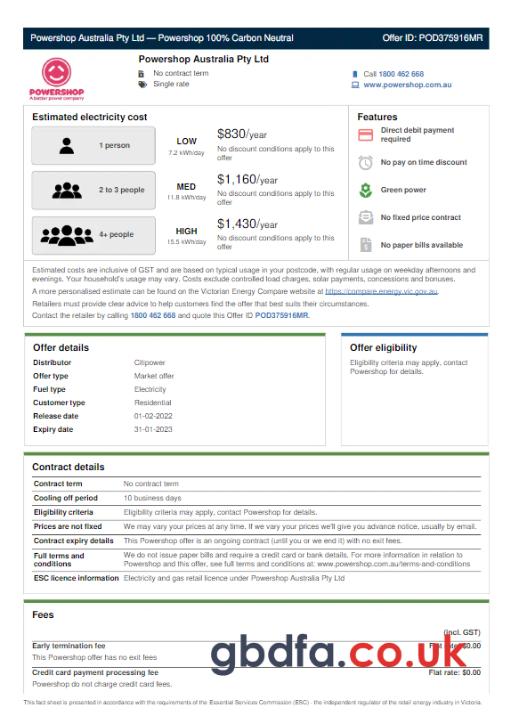 Powershop Australia Pty Ltd — Powershop 100% Carbon Neutral Offer ID: POD375916MR
POWERSHOP
A better power company
Powershop Australia Pty Ltd
No contract term
Single rate
Call 1800 462 668
www.powershop.com.au
Estimated electricity cost
1 person LOW $830/year
7.2 kWh/day No discount conditions apply to this
offer
2 to 3 people MED $1,160/year
11.8 kWh/day No discount conditions apply to this
offer
4+ people HIGH $1,430/year
15.5 kWh/day No discount conditions apply to this
offer
Features
Direct debit payment
required
No pay on time discount
Green power
No fixed price contract
No paper bills available
Estimated costs are inclusive of GST and are based on typical usage in your postcode, with regular usage on weekday afternoons and
evenings. Your household's usage may vary. Costs exclude controlled load charges, solar payments, concessions and bonuses.
A more personalised estimate can be found on the Victorian Energy Compare website at https://compare.energy.vic.gov.au.
Retailers must provide clear advice to help customers find the offer that best suits their circumstances.
Contact the retailer by calling 1800 462 668 and quote this Offer ID POD375916MR.
Offer details
Distributor Citipower
Offer type Market offer
Fuel type Electricity
Customer type Residential
Release date 01-02-2022
Expiry date 31-01-2023
Offer eligibility
Eligibility criteria may apply, contact
Powershop for details.
Contract details
Contract term No contract term
Cooling off period 10 business days
Eligibility criteria Eligibility criteria may apply, contact Powershop for details.
Prices are not fixed We may vary your prices at any time. If we vary your prices we'll give you advance notice, usually by email.
Contract expiry details This Powershop offer is an ongoing contract (until you or we end it) with no exit fees.
Full terms and We do not issue paper bills and require a credit card or bank details. For more information in relation to
conditions Powershop and this offer, see full terms and conditions at: www.powershop.com.au/terms-and-conditions
ESC licence information Electricity and gas retail licence under Powershop Australia Pty Ltd
Fees
(incl. GST)
Early termination fee Flat rate: $0.00
This Powershop offer has no exit fees
gbdfa.co.uk
Credit card payment processing fee Flat rate: $0.00
Powershop do not charge credit card fees.
This fact sheet is presented in accordance with the requirements of the Essential Services Commission (ESC) - the independent regulator of the retail energy industry in Victoria.